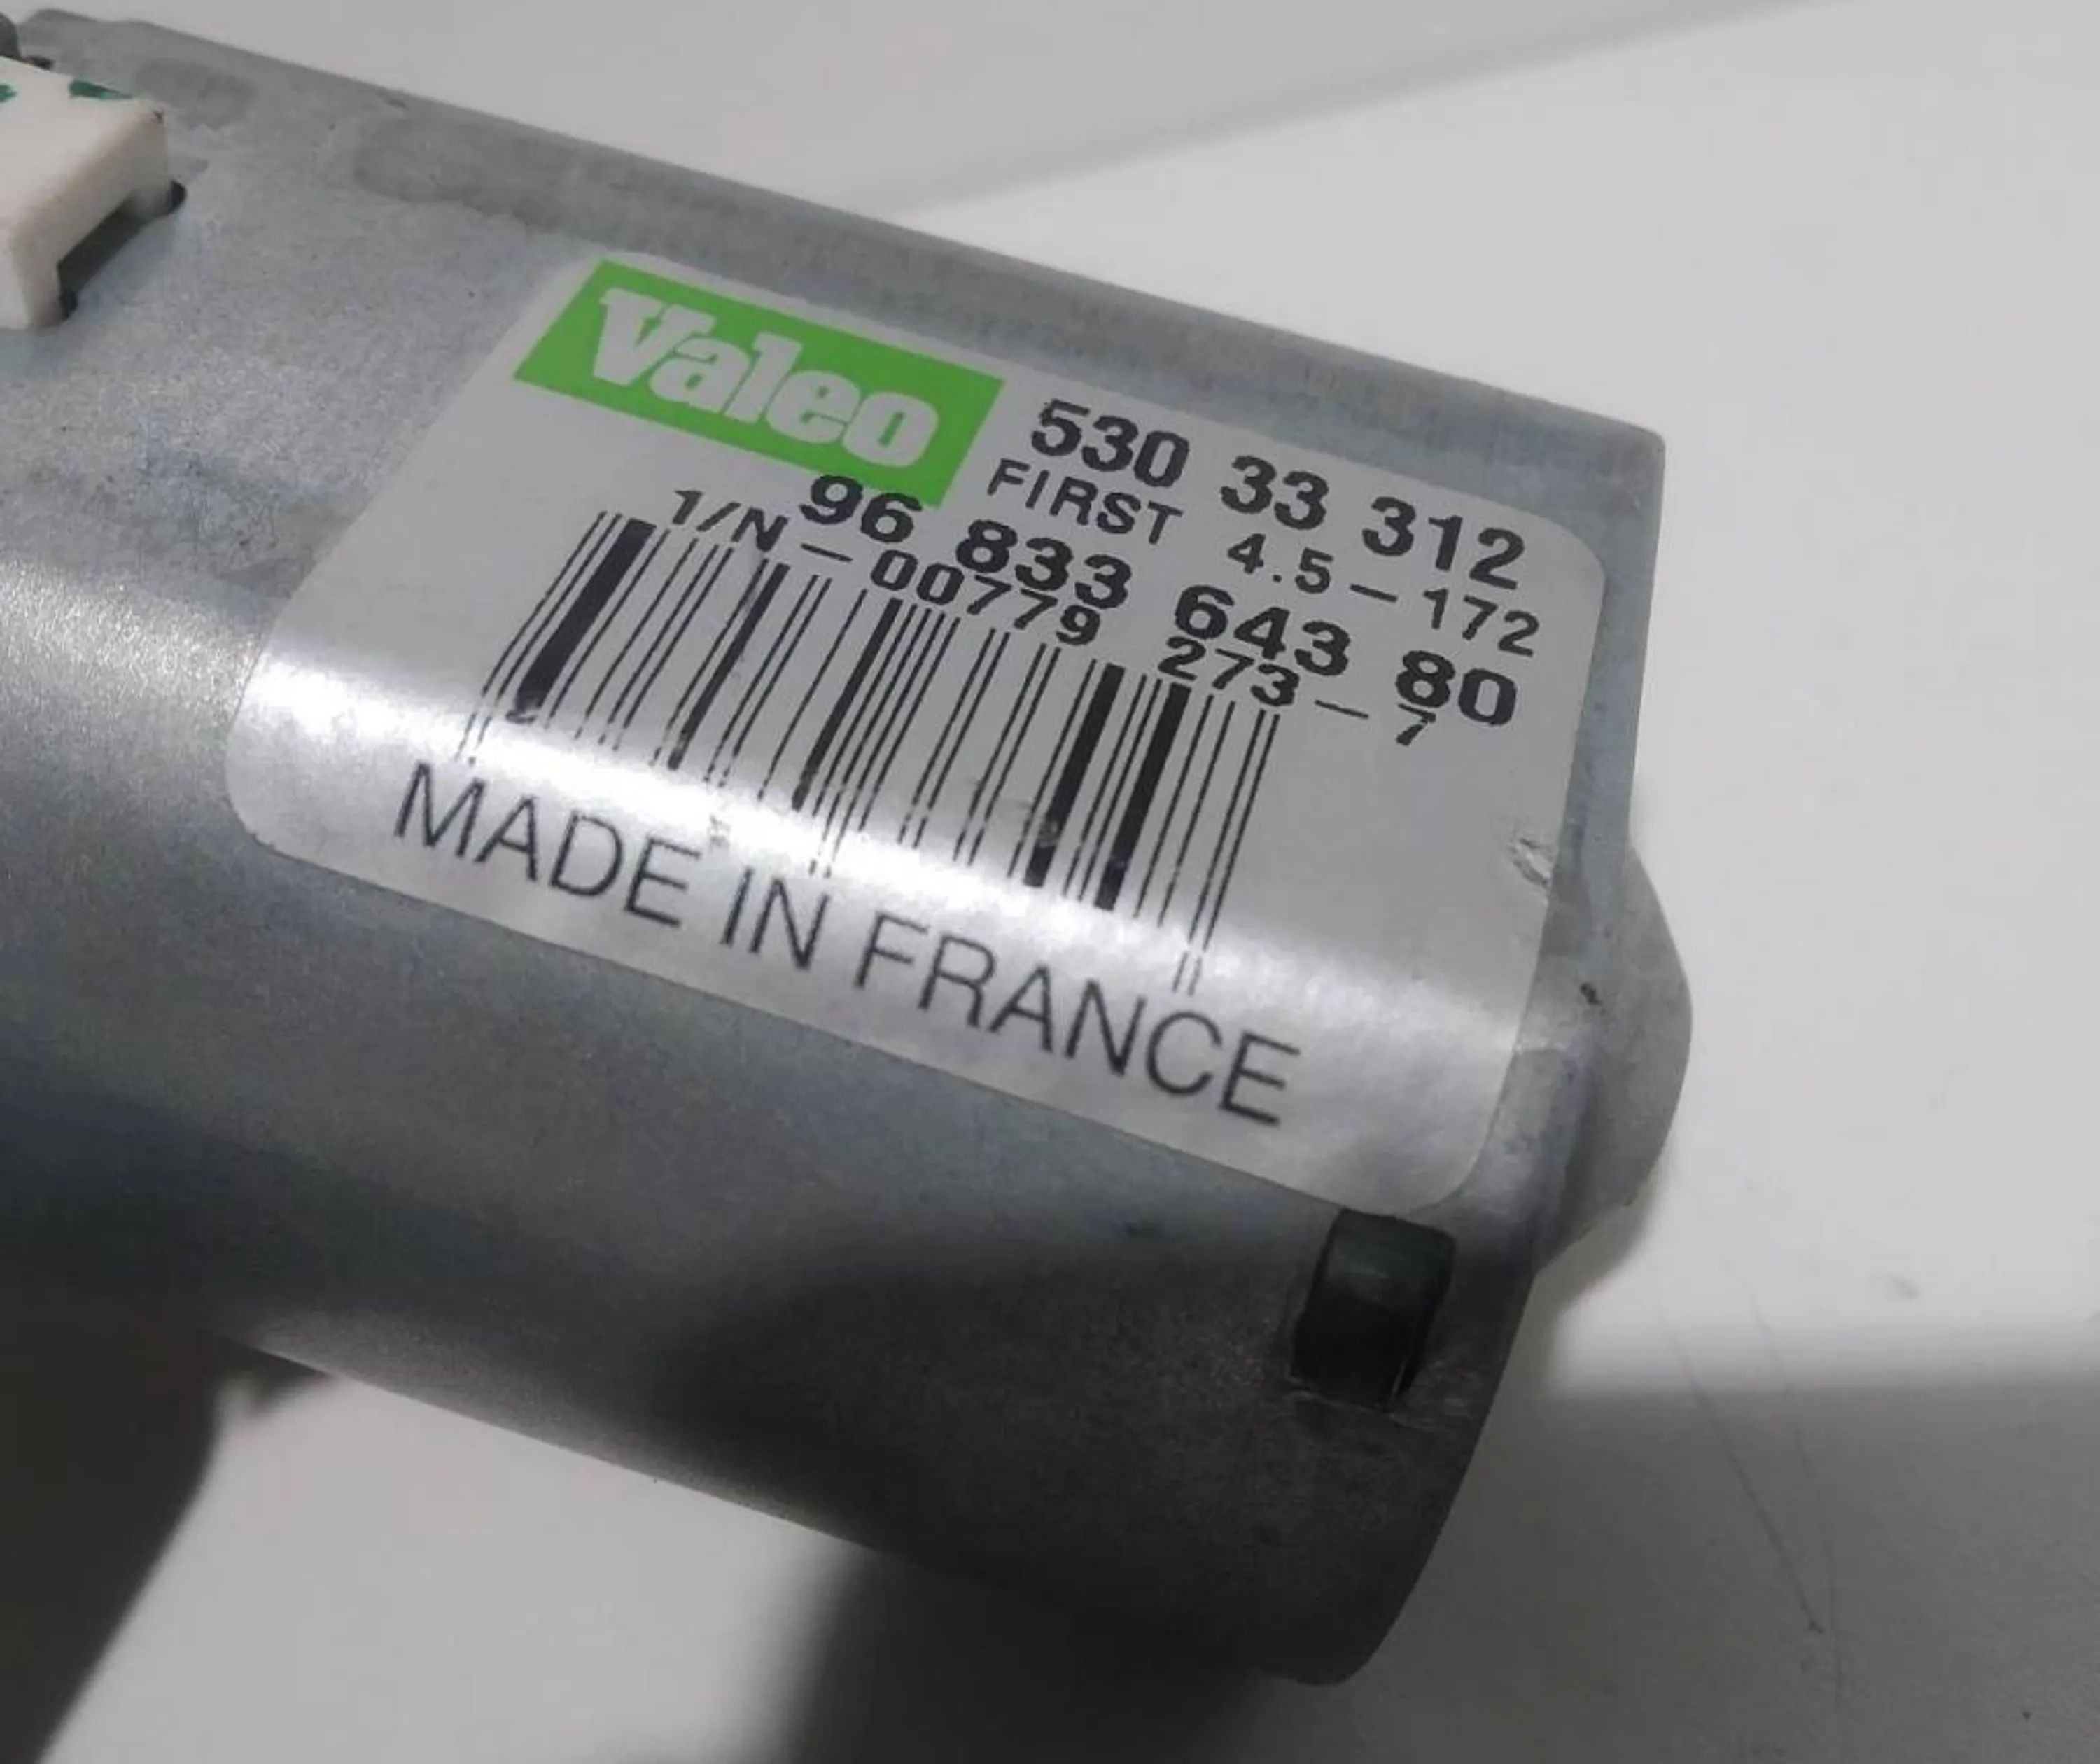 Valeo
530 33 312
FIRST 4.5-172
96 833 643 80
1/N-00779 273-7
MADE IN FRANCE